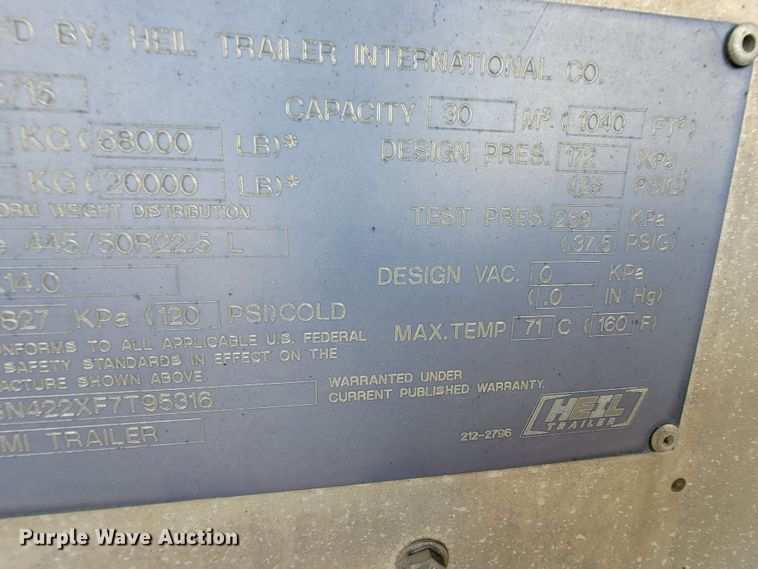 FD BY: HEIL TRAILER INTERNATIONAL CO.
/15
CAPACITY 30 M³ (1040 FT³)
KG (68000 LB)*
DESIGN PRES. 172 KPa
(25 PSIG)
KG (20000 LB)*
ORM WEIGHT DISTRIBUTION
TEST PRES. 259 KPa
(37.5 PSIG)
e 445/50R22.5 L
14.0
DESIGN VAC. 0 KPa
(.0 IN Hg)
827 KPa (120 PSI)COLD
MAX.TEMP 71 C (160 F)
NFORMS TO ALL APPLICABLE U.S. FEDERAL
SAFETY STANDARDS IN EFFECT ON THE
FACTURE SHOWN ABOVE.
N422XF7T95316
WARRANTED UNDER
CURRENT PUBLISHED WARRANTY.
MI TRAILER
212-2796
HEIL
TRAILER
Purple Wave Auction